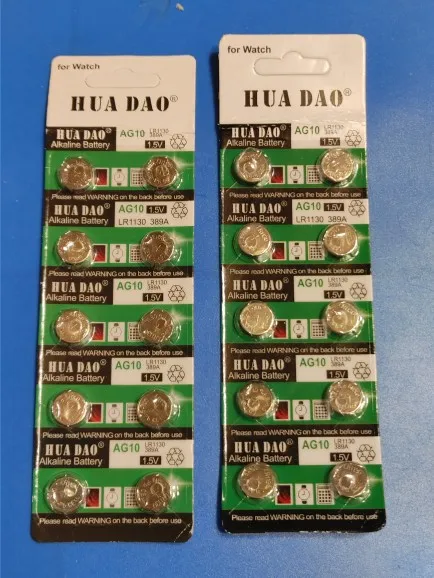 for Watch
HUA DAO®
HUA DAO® AG10 LR1130 389A
Alkaline Battery 1.5V
Please read WARNING on the back before use
HUA DAO® AG10 1.5V
Alkaline Battery LR1130 389A
Please read WARNING on the back before use
HUA DAO® AG10 LR1130 389A
Alkaline Battery 1.5V
Please read WARNING on the back before use
HUA DAO® AG10 LR1130 389A
Alkaline Battery 1.5V
Please read WARNING on the back before use
HUA DAO® AG10 LR1130 389A
Alkaline Battery 1.5V
Please read WARNING on the back before use
for Watch
HUA DAO®
HUA DAO® AG10 LR1130 389A
Alkaline Battery 1.5V
Please read WARNING on the back before use
HUA DAO® AG10 1.5V
Alkaline Battery LR1130 389A
Please read WARNING on the back before use
HUA DAO® AG10 LR1130 389A
Alkaline Battery 1.5V
Please read WARNING on the back before use
HUA DAO® AG10 LR1130 389A
Alkaline Battery 1.5V
Please read WARNING on the back before use
HUA DAO® AG10 LR1130 389A
Alkaline Battery 1.5V
Please read WARNING on the back before use